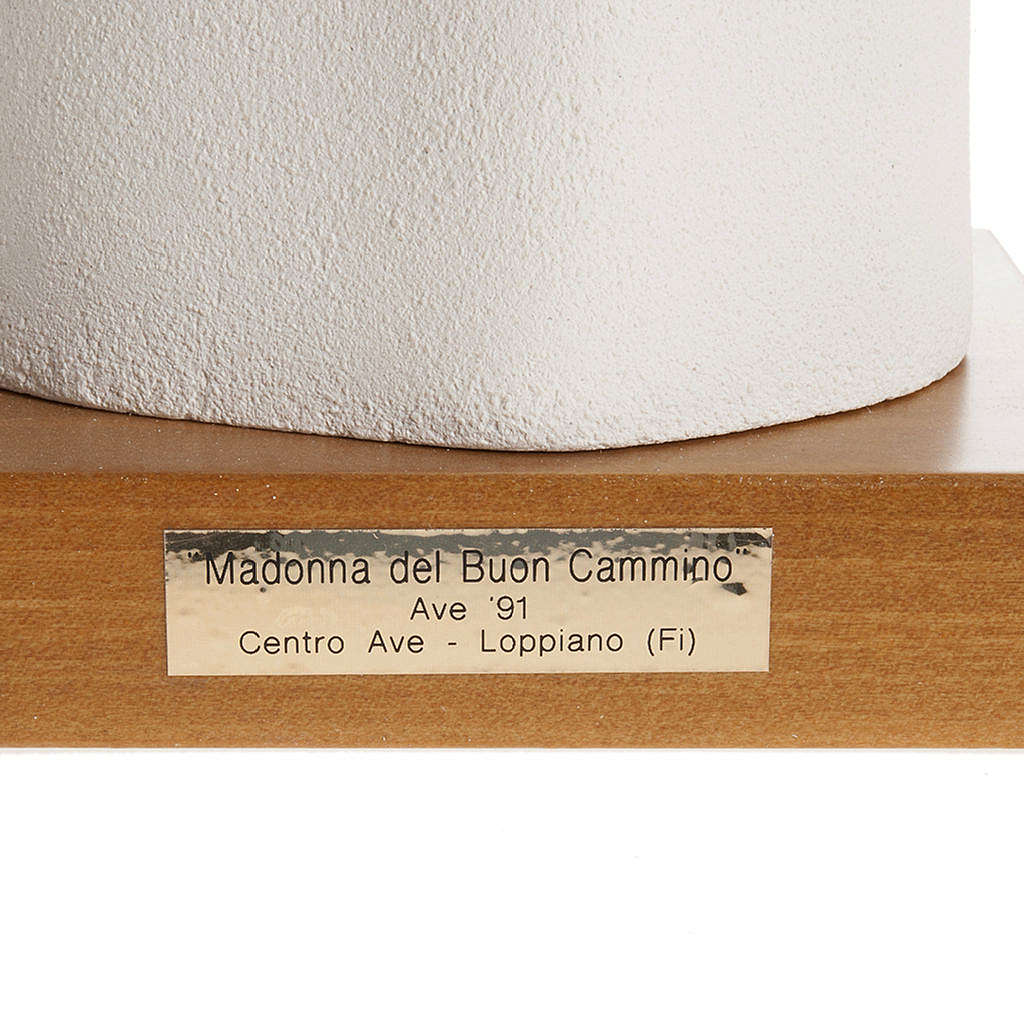 "Madonna del Buon Cammino"
Ave '91
Centro Ave - Loppiano (Fi)